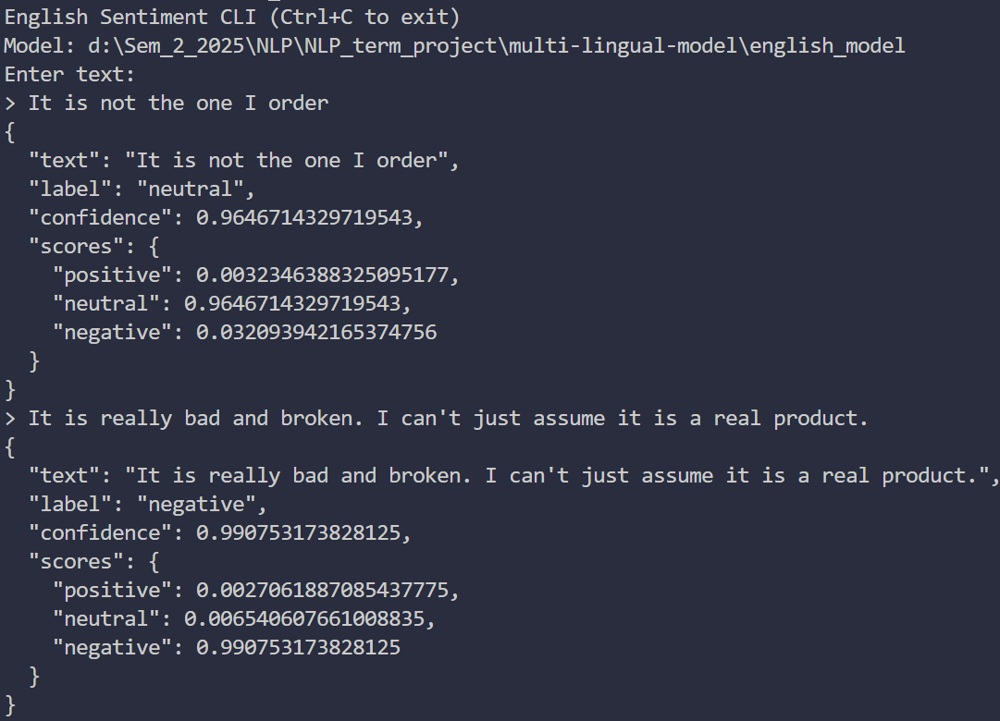 English Sentiment CLI (Ctrl+C to exit)
Model: d:\Sem_2_2025\NLP\NLP_term_project\multi-lingual-model\english_model
Enter text:
> It is not the one I order
{
  "text": "It is not the one I order",
  "label": "neutral",
  "confidence": 0.9646714329719543,
  "scores": {
    "positive": 0.0032346388325095177,
    "neutral": 0.9646714329719543,
    "negative": 0.032093942165374756
  }
}
> It is really bad and broken. I can't just assume it is a real product.
{
  "text": "It is really bad and broken. I can't just assume it is a real product.",
  "label": "negative",
  "confidence": 0.990753173828125,
  "scores": {
    "positive": 0.0027061887085437775,
    "neutral": 0.006540607661008835,
    "negative": 0.990753173828125
  }
}